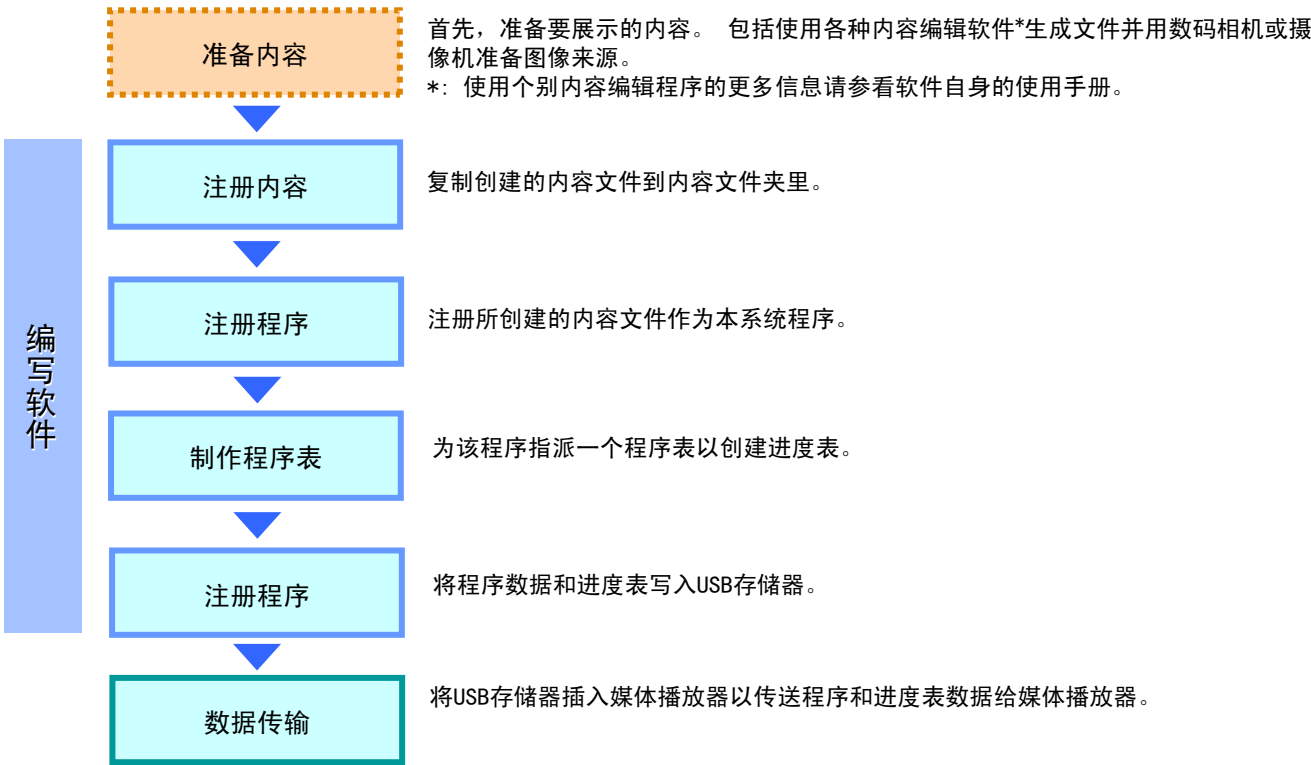 准备内容
首先，准备要展示的内容。 包括使用各种内容编辑软件*生成文件并用数码相机或摄
像机准备图像来源。
*: 使用个别内容编辑程序的更多信息请参看软件自身的使用手册。
编写软件
注册内容
复制创建的内容文件到内容文件夹里。
注册程序
注册所创建的内容文件作为本系统程序。
制作程序表
为该程序指派一个程序表以创建进度表。
注册程序
将程序数据和进度表写入USB存储器。
数据传输
将USB存储器插入媒体播放器以传送程序和进度表数据给媒体播放器。